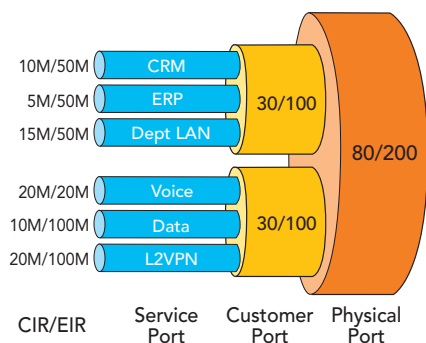 10M/50M CRM
5M/50M ERP
15M/50M Dept LAN
30/100
80/200
20M/20M Voice
10M/100M Data
20M/100M L2VPN
30/100
CIR/EIR Service Port Customer Port Physical Port